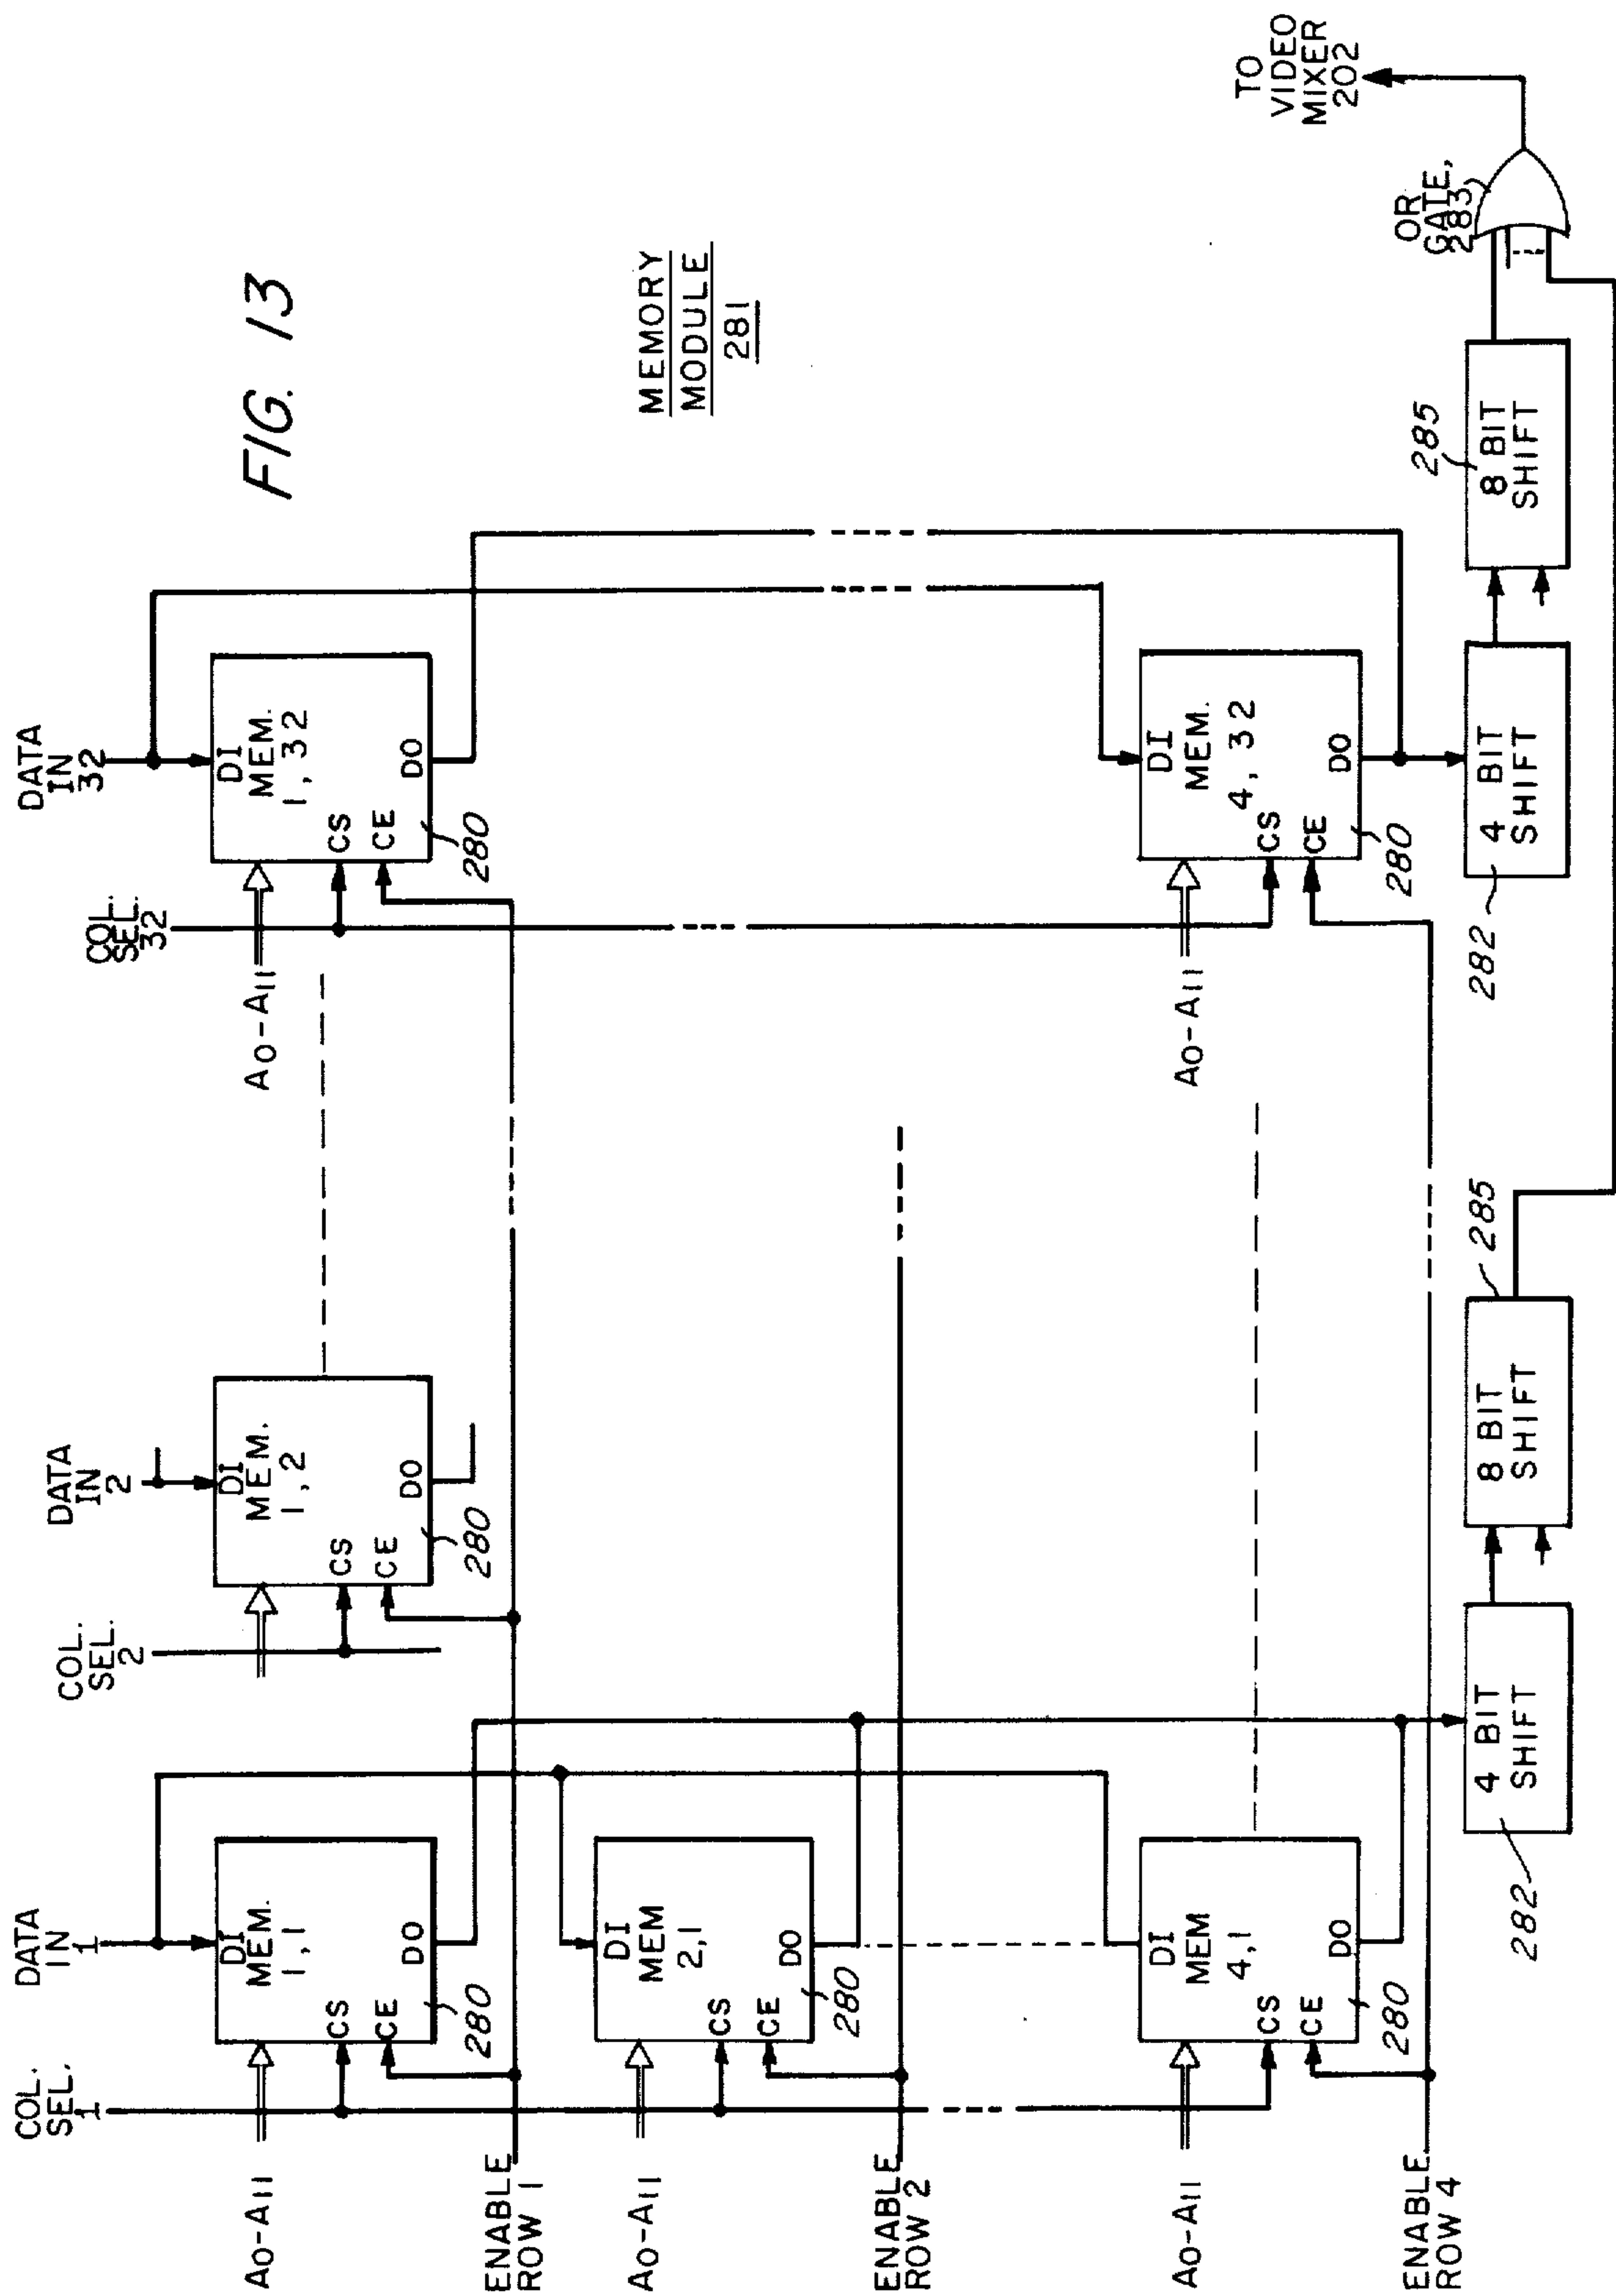 FIG. 13
MEMORY
MODULE
281
COL.
SEL.
1
DATA
IN
1
COL.
SEL.
2
DATA
IN
2
COL.
SEL.
32
DATA
IN
32
A0-A11
DI
MEM.
1,1
CS
CE
DO
280
DI
MEM.
1,2
CS
CE
DO
280
A0-A11
DI
MEM.
1,32
CS
CE
DO
280
ENABLE
ROW 1
A0-A11
DI
MEM
2,1
CS
CE
DO
280
ENABLE
ROW 2
A0-A11
DI
MEM
4,1
CS
CE
DO
280
A0-A11
DI
MEM.
4,32
CS
CE
DO
280
ENABLE
ROW 4
282
4 BIT
SHIFT
8 BIT
SHIFT
285
282
4 BIT
SHIFT
8 BIT
SHIFT
285
OR
GATE,
283
TO
VIDEO
MIXER
202